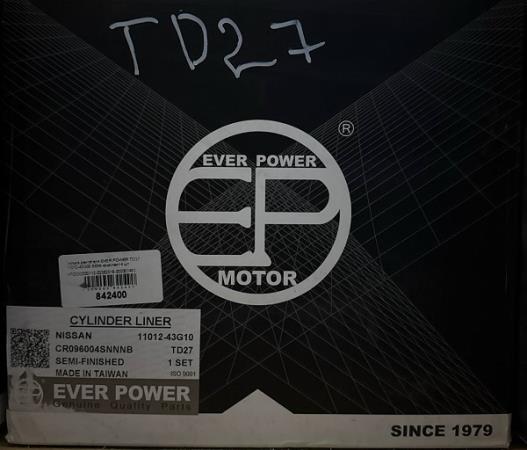 TD27
®
EVER POWER
EP
MOTOR
842400
CYLINDER LINER
NISSAN 11012-43G10
CR096004SNNNB TD27
SEMI-FINISHED 1 SET
MADE IN TAIWAN ISO 9001
EVER POWER
Genuine Quality Parts
SINCE 1979